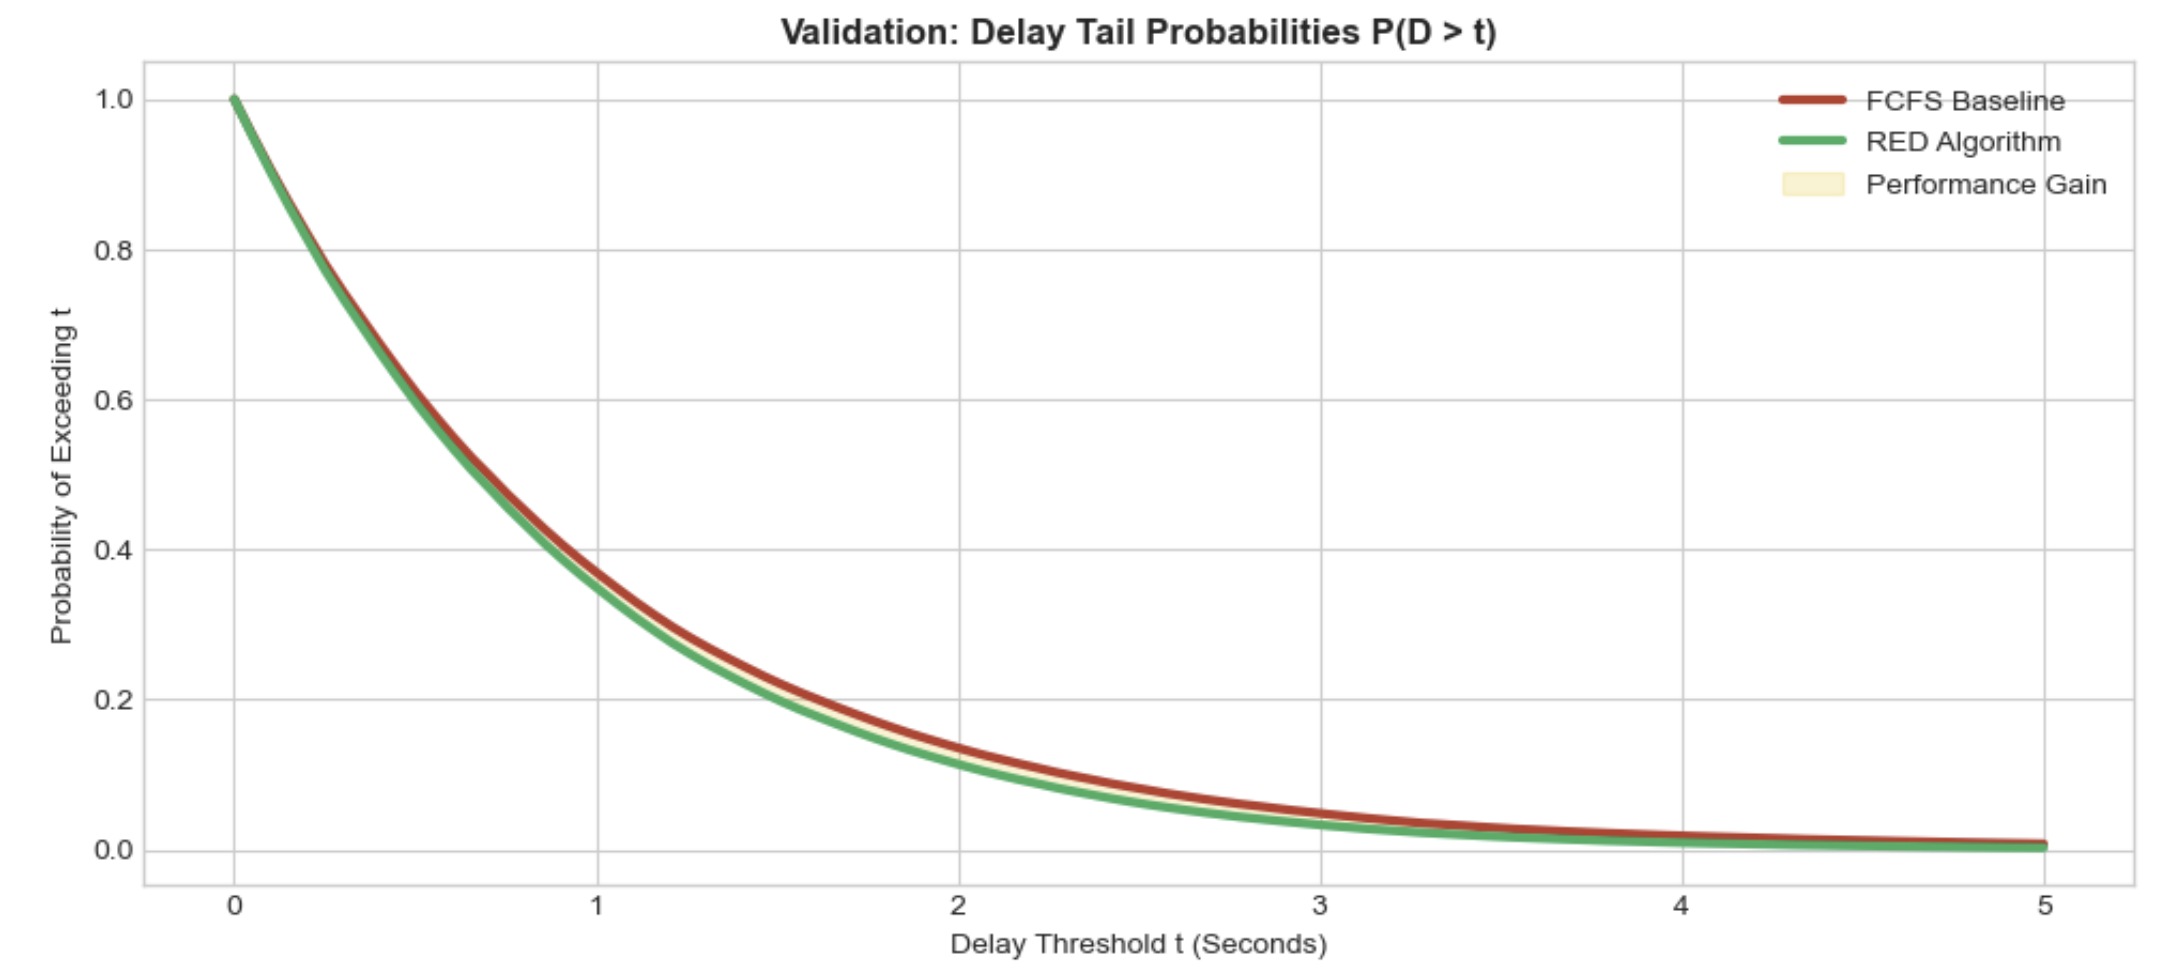 Validation: Delay Tail Probabilities P(D > t)
FCFS Baseline
RED Algorithm
Performance Gain
Probability of Exceeding t
1.0
0.8
0.6
0.4
0.2
0.0
0 1 2 3 4 5
Delay Threshold t (Seconds)